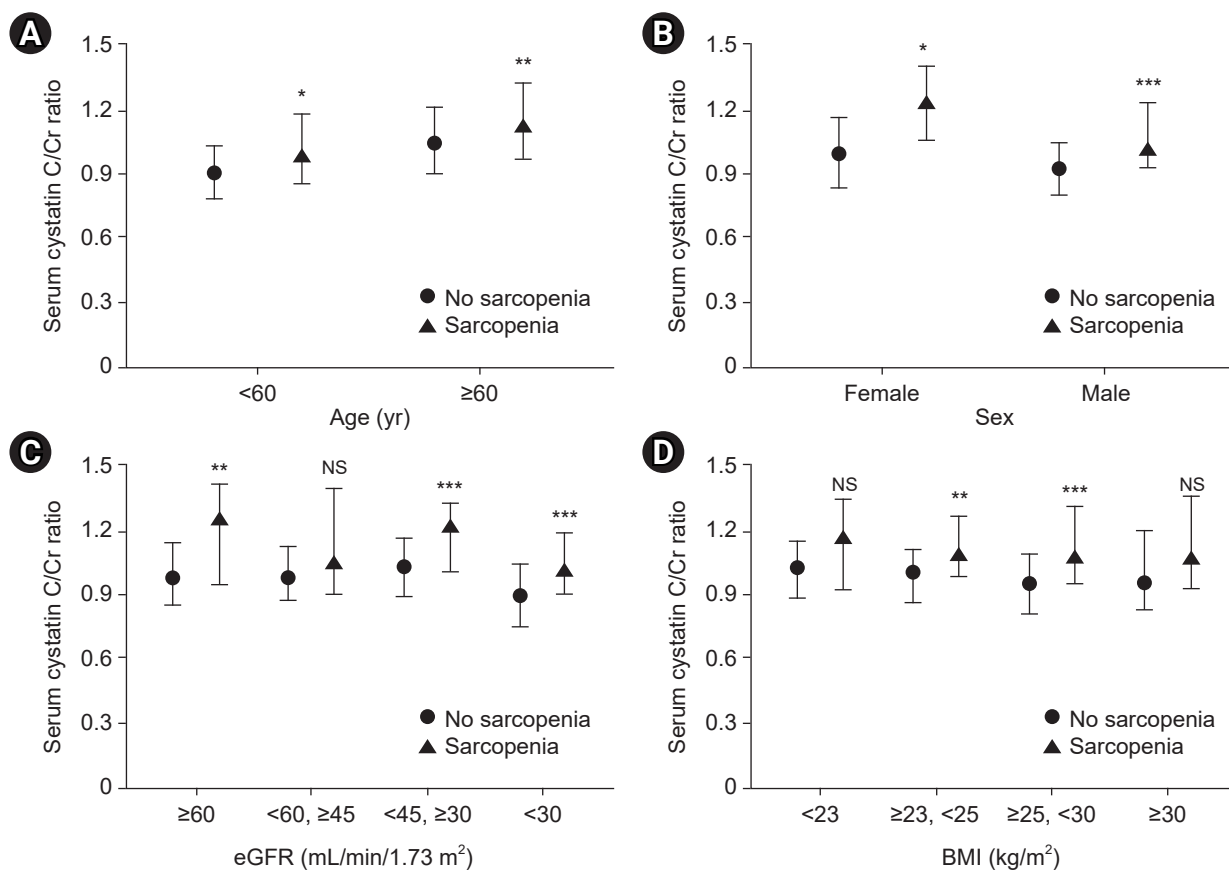 A
Serum cystatin C/Cr ratio
1.5
1.2
0.9
0.6
0.3
0
*
**
No sarcopenia
Sarcopenia
<60
≥60
Age (yr)
B
Serum cystatin C/Cr ratio
1.5
1.2
0.9
0.6
0.3
0
*
***
No sarcopenia
Sarcopenia
Female
Male
Sex
C
Serum cystatin C/Cr ratio
1.5
1.2
0.9
0.6
0.3
0
**
NS
***
***
No sarcopenia
Sarcopenia
≥60
<60, ≥45
<45, ≥30
<30
eGFR (mL/min/1.73 m²)
D
Serum cystatin C/Cr ratio
1.5
1.2
0.9
0.6
0.3
0
NS
**
***
NS
No sarcopenia
Sarcopenia
<23
≥23, <25
≥25, <30
≥30
BMI (kg/m²)